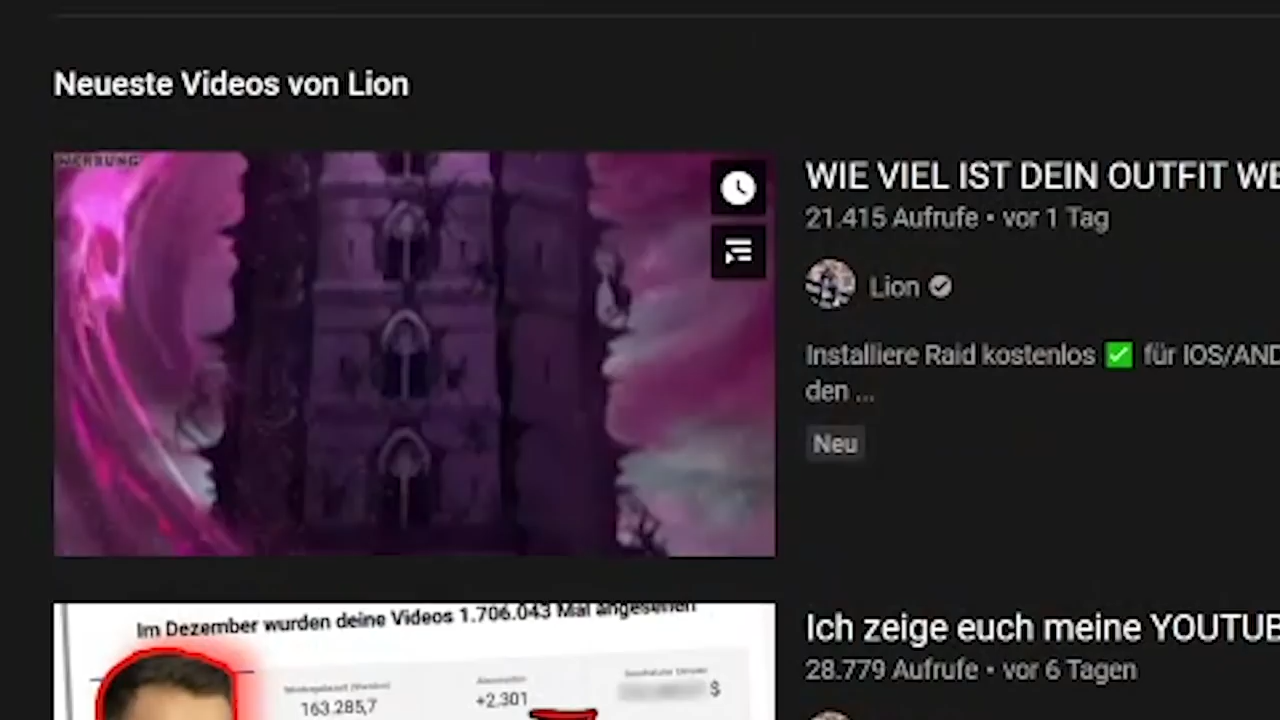 Neueste Videos von Lion
WERBUNG
WIE VIEL IST DEIN OUTFIT WE
21.415 Aufrufe • vor 1 Tag
Lion
Installiere Raid kostenlos ✅ für IOS/AND
den ...
Neu
Im Dezember wurden deine Videos 1.706.043 Mal angesehen
163.285,7
+2.301
$
Ich zeige euch meine YOUTUB
28.779 Aufrufe • vor 6 Tagen